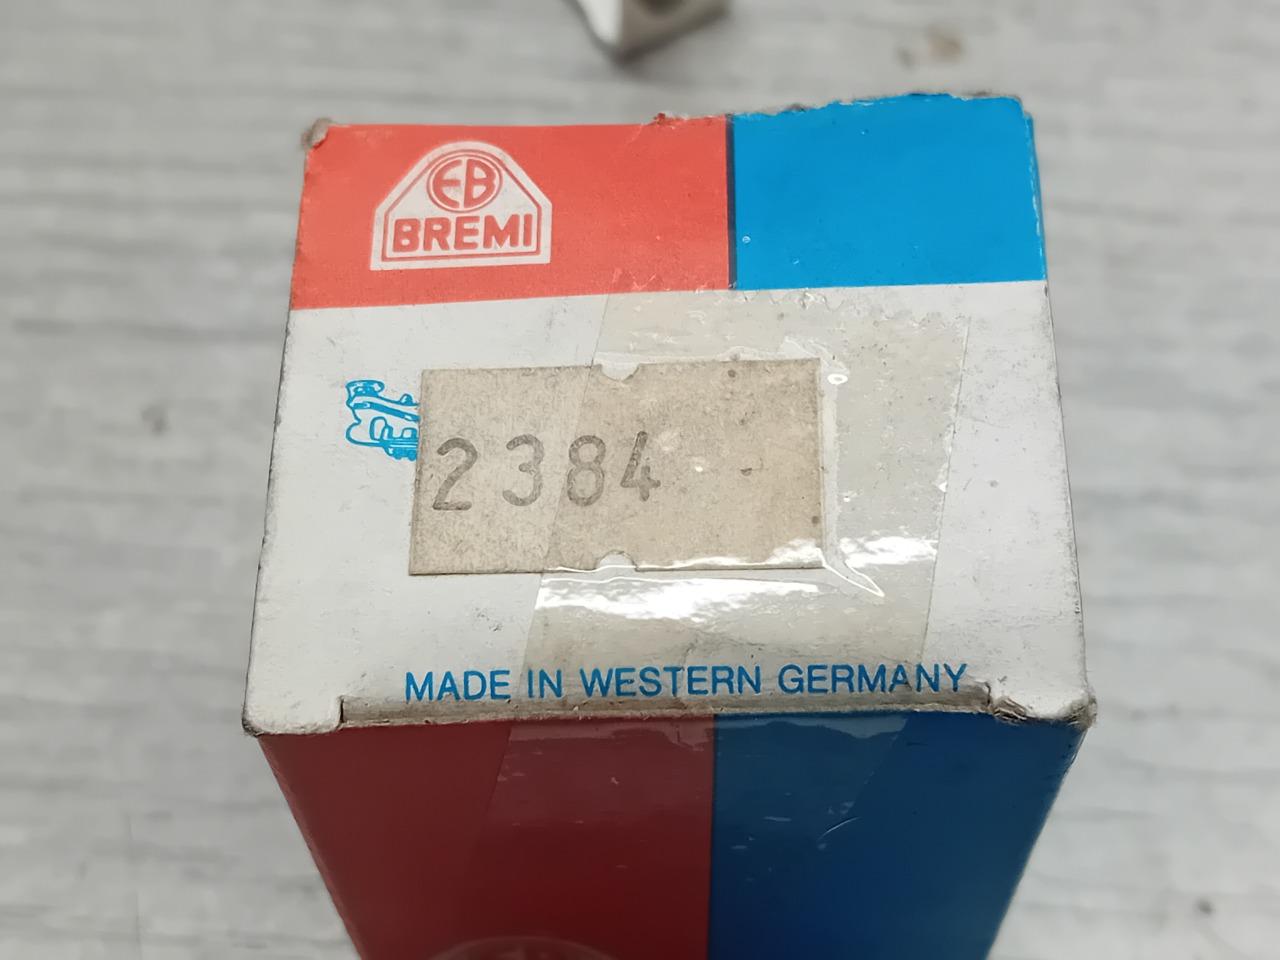 EB
BREMI
2384
MADE IN WESTERN GERMANY